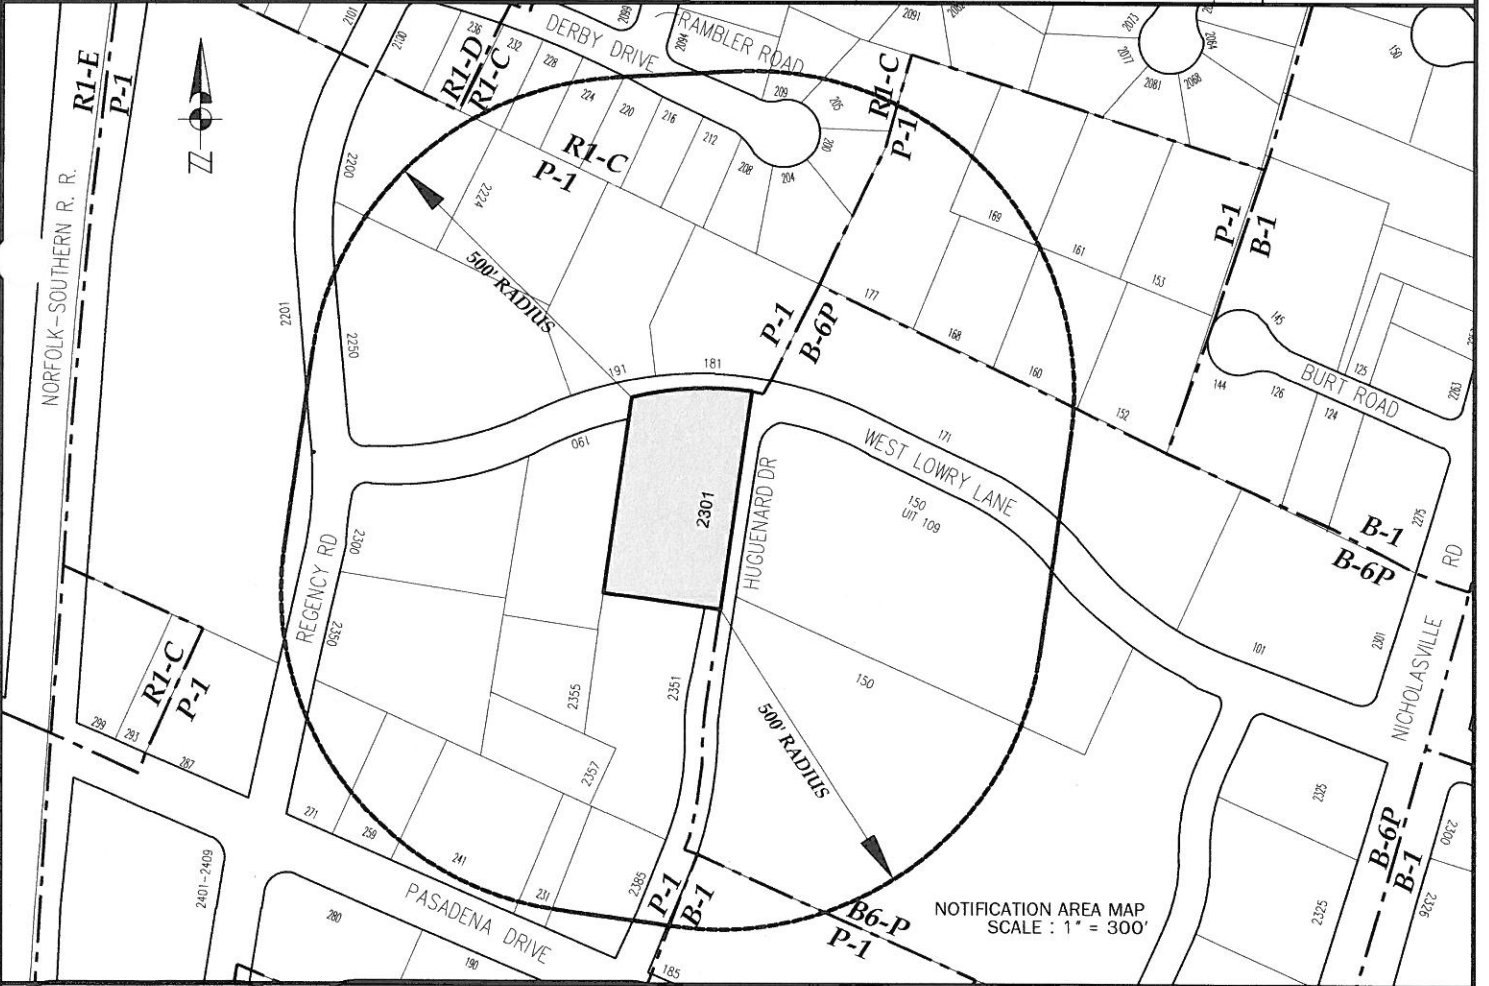 2101
2100
236
232
228
224
220
216
212
208
204
209
205
200
2099
2094
2091
2073
2077
2081
2068
2064
150
DERBY DRIVE
RAMBLER ROAD
R1-E
P-1
R1-D
R1-C
R1-C
P-1
R1-C
P-1
P-1
B-1
NORFOLK-SOUTHERN R. R.
2200
2224
2201
2250
500' RADIUS
191
181
190
P-1
B-6P
177
168
160
152
169
161
153
145
144
126
125
124
BURT ROAD
2263
2275
B-1
B-6P
RD
NICHOLASVILLE
2301
101
171
WEST LOWRY LANE
150
UIT 109
HUGUENARD DR
2301
REGENCY RD
2300
2350
2355
2351
2357
2385
150
500' RADIUS
R1-C
P-1
299
293
287
271
259
241
231
2401-2409
280
PASADENA DRIVE
190
185
P-1
B-1
B6-P
P-1
2325
2325
2300
2326
B-6P
B-1
NOTIFICATION AREA MAP
SCALE : 1" = 300'